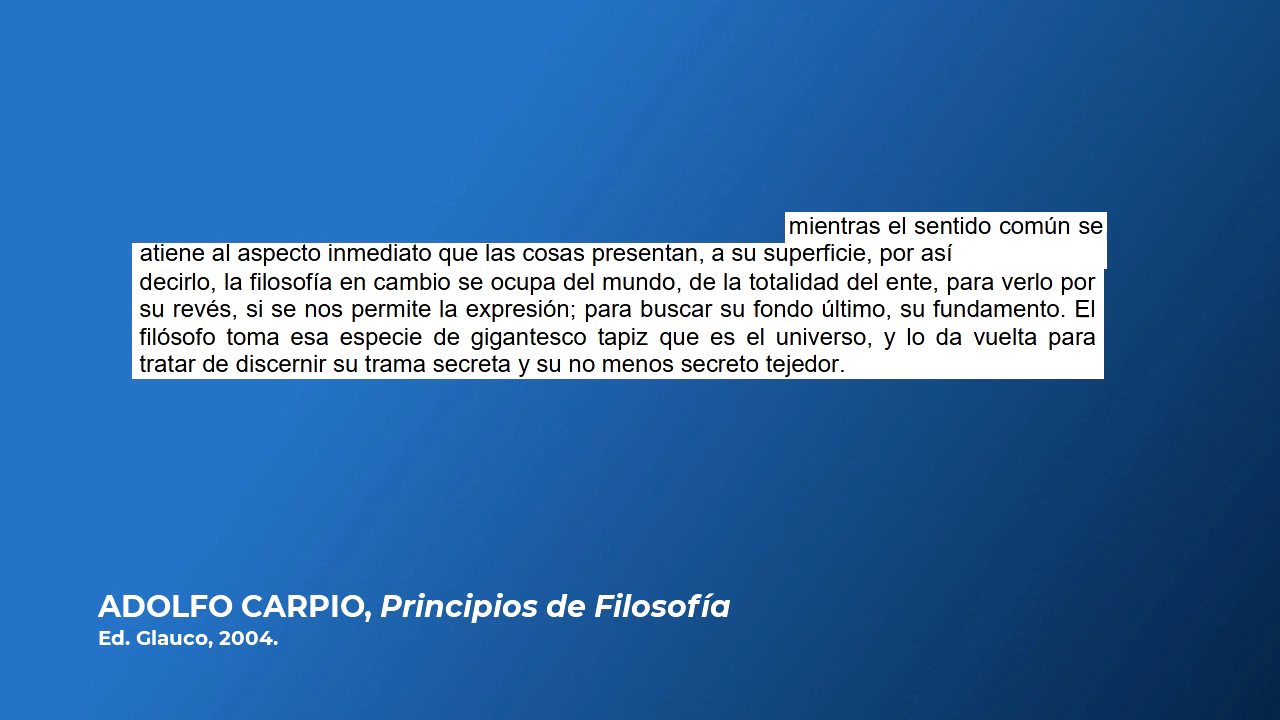 mientras el sentido común se
atiene al aspecto inmediato que las cosas presentan, a su superficie, por así
decirlo, la filosofía en cambio se ocupa del mundo, de la totalidad del ente, para verlo por
su revés, si se nos permite la expresión; para buscar su fondo último, su fundamento. El
filósofo toma esa especie de gigantesco tapiz que es el universo, y lo da vuelta para
tratar de discernir su trama secreta y su no menos secreto tejedor.
ADOLFO CARPIO, Principios de Filosofía
Ed. Glauco, 2004.